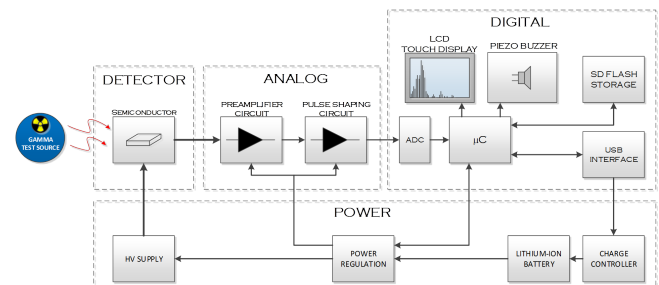 DIGITAL
LCD
TOUCH DISPLAY
PIEZO BUZZER
DETECTOR
ANALOG
SD FLASH
STORAGE
SEMICONDUCTOR
PREAMPLIFIER
CIRCUIT
PULSE SHAPING
CIRCUIT
GAMMA
TEST SOURCE
ADC
µC
USB
INTERFACE
POWER
HV SUPPLY
POWER
REGULATION
LITHIUM-ION
BATTERY
CHARGE
CONTROLLER